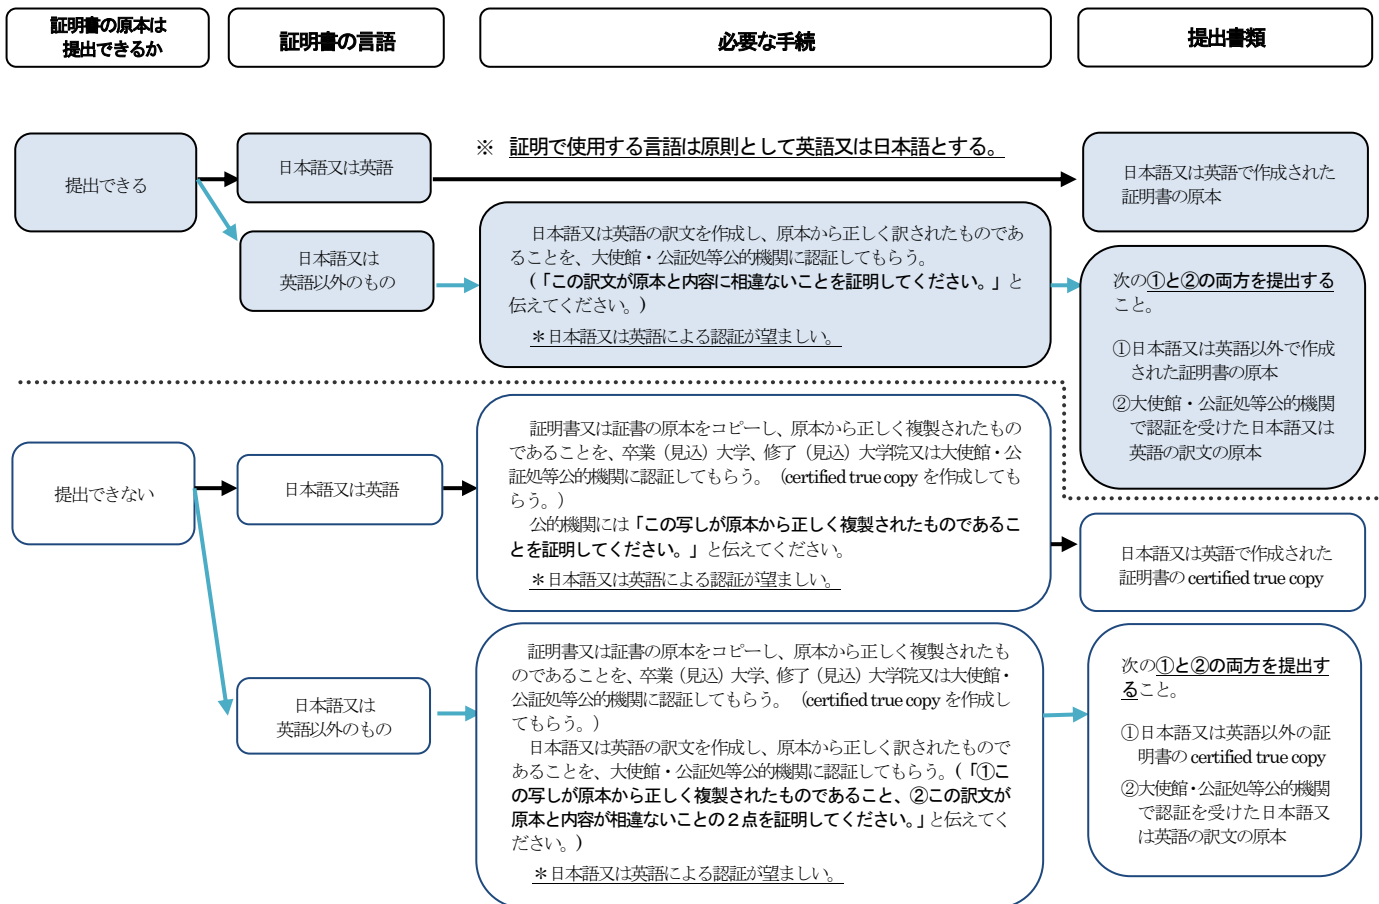 証明書の原本は
提出できるか
証明書の言語
必要な手続
提出書類
※　証明で使用する言語は原則として英語又は日本語とする。
提出できる
日本語又は英語
日本語又は英語で作成された
証明書の原本
日本語又は
英語以外のもの
日本語又は英語の訳文を作成し、原本から正しく訳されたものであ
ることを、大使館・公証処等公的機関に認証してもらう。
(「この訳文が原本と内容に相違ないことを証明してください。」と
伝えてください。)
＊日本語又は英語による認証が望ましい。
次の①と②の両方を提出する
こと。
①日本語又は英語以外で作成
された証明書の原本
②大使館・公証処等公的機関
で認証を受けた日本語又は
英語の訳文の原本
提出できない
日本語又は英語
証明書又は証書の原本をコピーし、原本から正しく複製されたもの
であることを、卒業（見込）大学、修了（見込）大学院又は大使館・公
証処等公的機関に認証してもらう。（certified true copy を作成しても
らう。）
公的機関には「この写しが原本から正しく複製されたものであるこ
とを証明してください。」と伝えてください。
＊日本語又は英語による認証が望ましい。
日本語又は英語で作成された
証明書の certified true copy
日本語又は
英語以外のもの
証明書又は証書の原本をコピーし、原本から正しく複製されたも
のであることを、卒業（見込）大学、修了（見込）大学院又は大使館・
公証処等公的機関に認証してもらう。（certified true copy を作成し
てもらう。）
日本語又は英語の訳文を作成し、原本から正しく訳されたもので
あることを、大使館・公証処等公的機関に認証してもらう。(「①こ
の写しが原本から正しく複製されたものであること、②この訳文が
原本と内容が相違ないことの２点を証明してください。」と伝えてく
ださい。)
＊日本語又は英語による認証が望ましい。
次の①と②の両方を提出す
ること。
①日本語又は英語以外の証
明書の certified true copy
②大使館・公証処等公的機関
で認証を受けた日本語又
は英語の訳文の原本